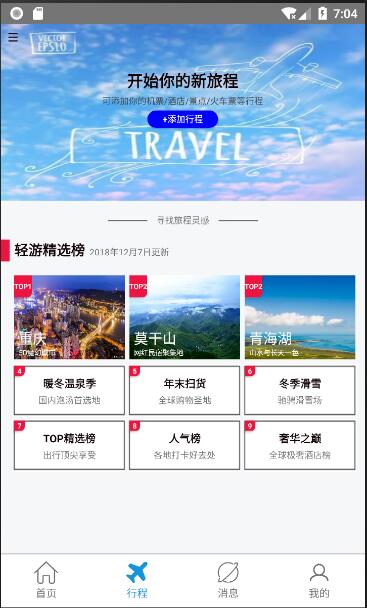 7:04
VECTOR
EPS10
开始你的新旅程
可添加你的机票/酒店/景点/火车票等行程
+添加行程
TRAVEL
寻找旅程灵感
轻游精选榜 2018年12月7日更新
TOP1
重庆
5D魔幻城市
TOP2
莫干山
网红民宿聚集地
TOP2
青海湖
山水与长天一色
4
暖冬温泉季
国内泡汤首选地
5
年末扫货
全球购物圣地
6
冬季滑雪
驰骋滑雪场
7
TOP精选榜
出行顶尖享受
8
人气榜
各地打卡好去处
9
奢华之巅
全球极奢酒店榜
首页
行程
消息
我的